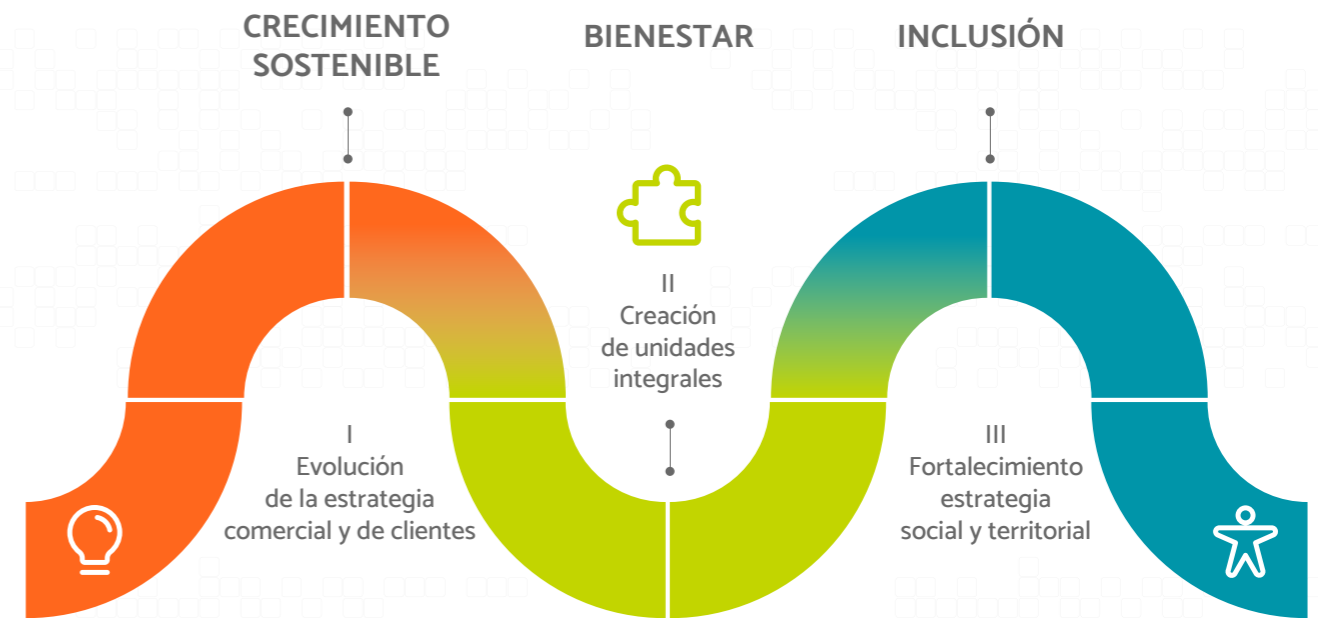 CRECIMIENTO
SOSTENIBLE
BIENESTAR
INCLUSIÓN
I
Evolución
de la estrategia
comercial y de clientes
II
Creación
de unidades
integrales
III
Fortalecimiento
estrategia
social y territorial